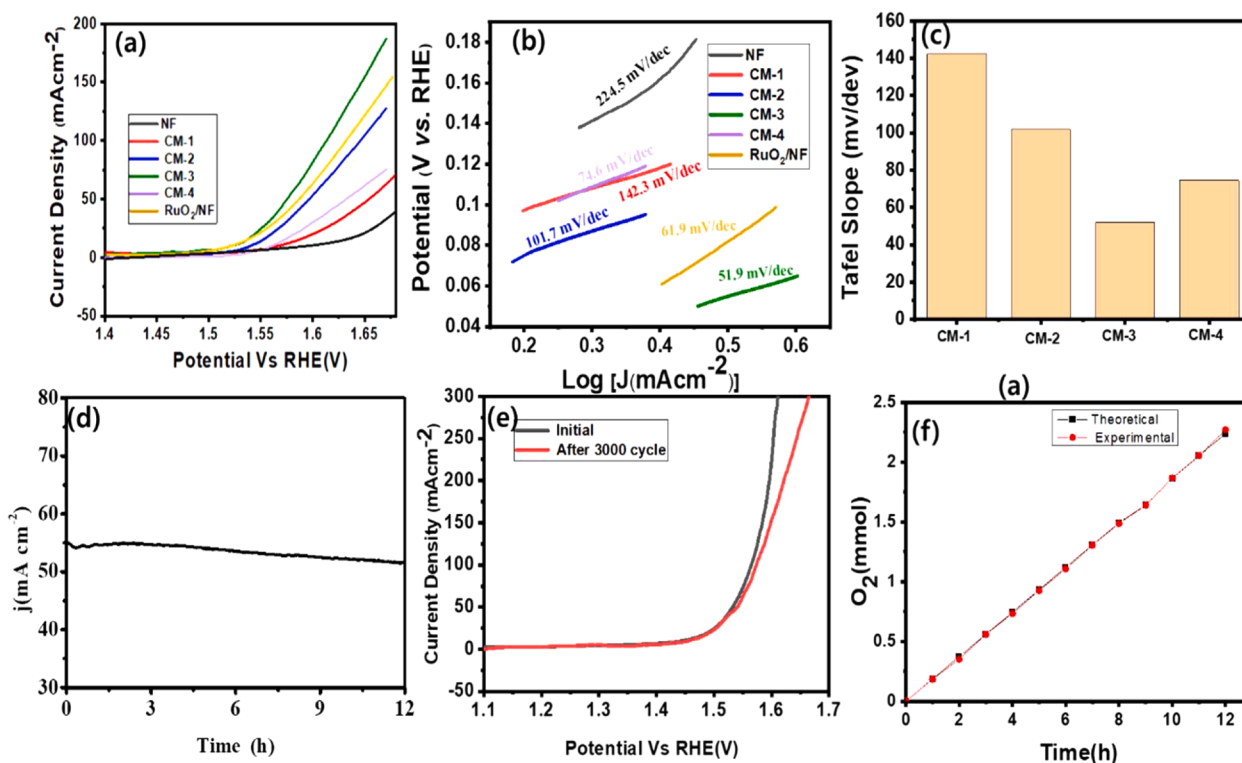 (a)
Current Density (mAcm-2)
200
150
100
50
0
-50
NF
CM-1
CM-2
CM-3
CM-4
RuO2/NF
1.4
1.45
1.5
1.55
1.6
1.65
Potential Vs RHE(V)
(b)
Potential (V vs. RHE)
0.18
0.16
0.14
0.12
0.10
0.08
0.06
0.04
224.5 mV/dec
NF
CM-1
CM-2
CM-3
CM-4
RuO2/NF
74.6 mV/dec
142.3 mV/dec
101.7 mV/dec
61.9 mV/dec
51.9 mV/dec
0.2
0.3
0.4
0.5
0.6
Log [J(mAcm-2)]
(c)
Tafel Slope (mv/dev)
160
140
120
100
80
60
40
20
0
CM-1
CM-2
CM-3
CM-4
(d)
j(mA cm-2)
80
70
60
50
40
30
0
3
6
9
12
Time (h)
(e)
Current Density (mAcm-2)
300
250
200
150
100
50
0
-50
Initial
After 3000 cycle
1.1
1.2
1.3
1.4
1.5
1.6
1.7
Potential Vs RHE(V)
(a)
(f)
O2(mmol)
2.5
2
1.5
1
0.5
0
Theoretical
Experimental
0
2
4
6
8
10
12
Time(h)